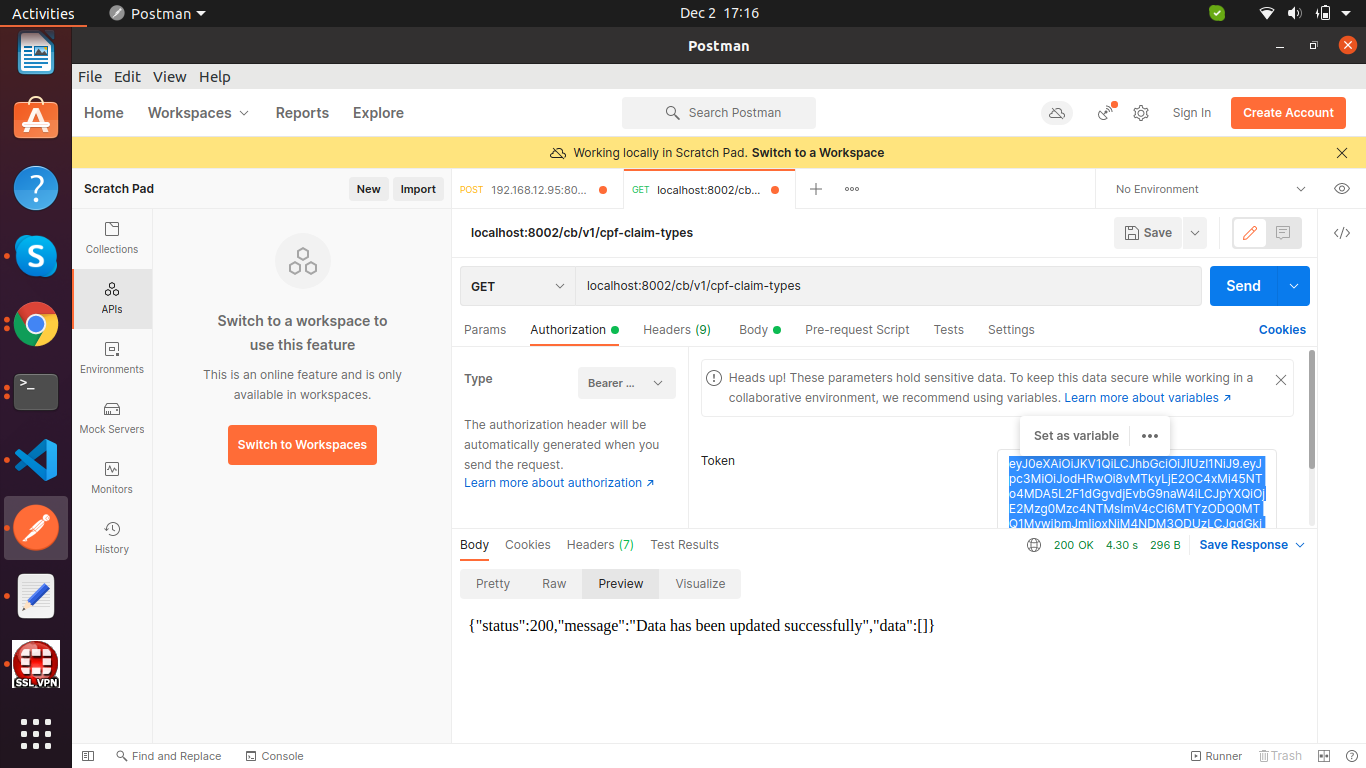 Activities Postman Dec 2 17:16
Postman
File Edit View Help
Home Workspaces Reports Explore Search Postman Sign In Create Account
Working locally in Scratch Pad. Switch to a Workspace
Scratch Pad New Import POST 192.168.12.95:80... GET localhost:8002/cb... No Environment
Collections
APIs
Environments
Mock Servers
Monitors
History
Switch to a workspace to
use this feature
This is an online feature and is only
available in workspaces.
Switch to Workspaces
localhost:8002/cb/v1/cpf-claim-types Save
GET localhost:8002/cb/v1/cpf-claim-types Send
Params Authorization Headers (9) Body Pre-request Script Tests Settings Cookies
Type Bearer ...
The authorization header will be
automatically generated when you
send the request.
Learn more about authorization
Heads up! These parameters hold sensitive data. To keep this data secure while working in a
collaborative environment, we recommend using variables. Learn more about variables
Set as variable
Token
Body Cookies Headers (7) Test Results 200 OK 4.30 s 296 B Save Response
Pretty Raw Preview Visualize
{"status":200,"message":"Data has been updated successfully","data":[]}
SSL VPN
Find and Replace Console Runner Trash